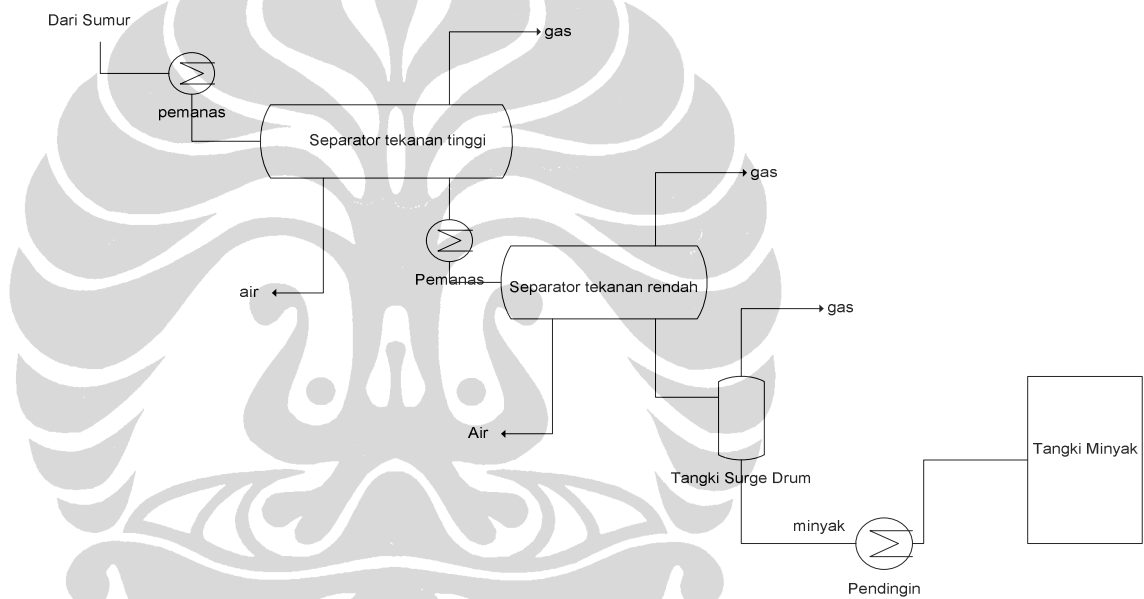 Dari Sumur
gas
pemanas
Separator tekanan tinggi
gas
Pemanas
air
Separator tekanan rendah
gas
Air
Tangki Minyak
Tangki Surge Drum
minyak
Pendingin